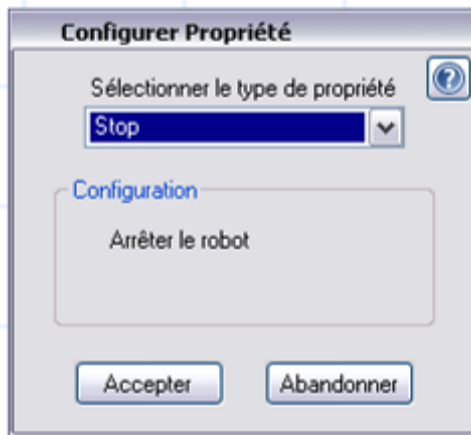 Configurer Propriété
Sélectionner le type de propriété
?
Stop
Configuration
Arrêter le robot
Accepter
Abandonner